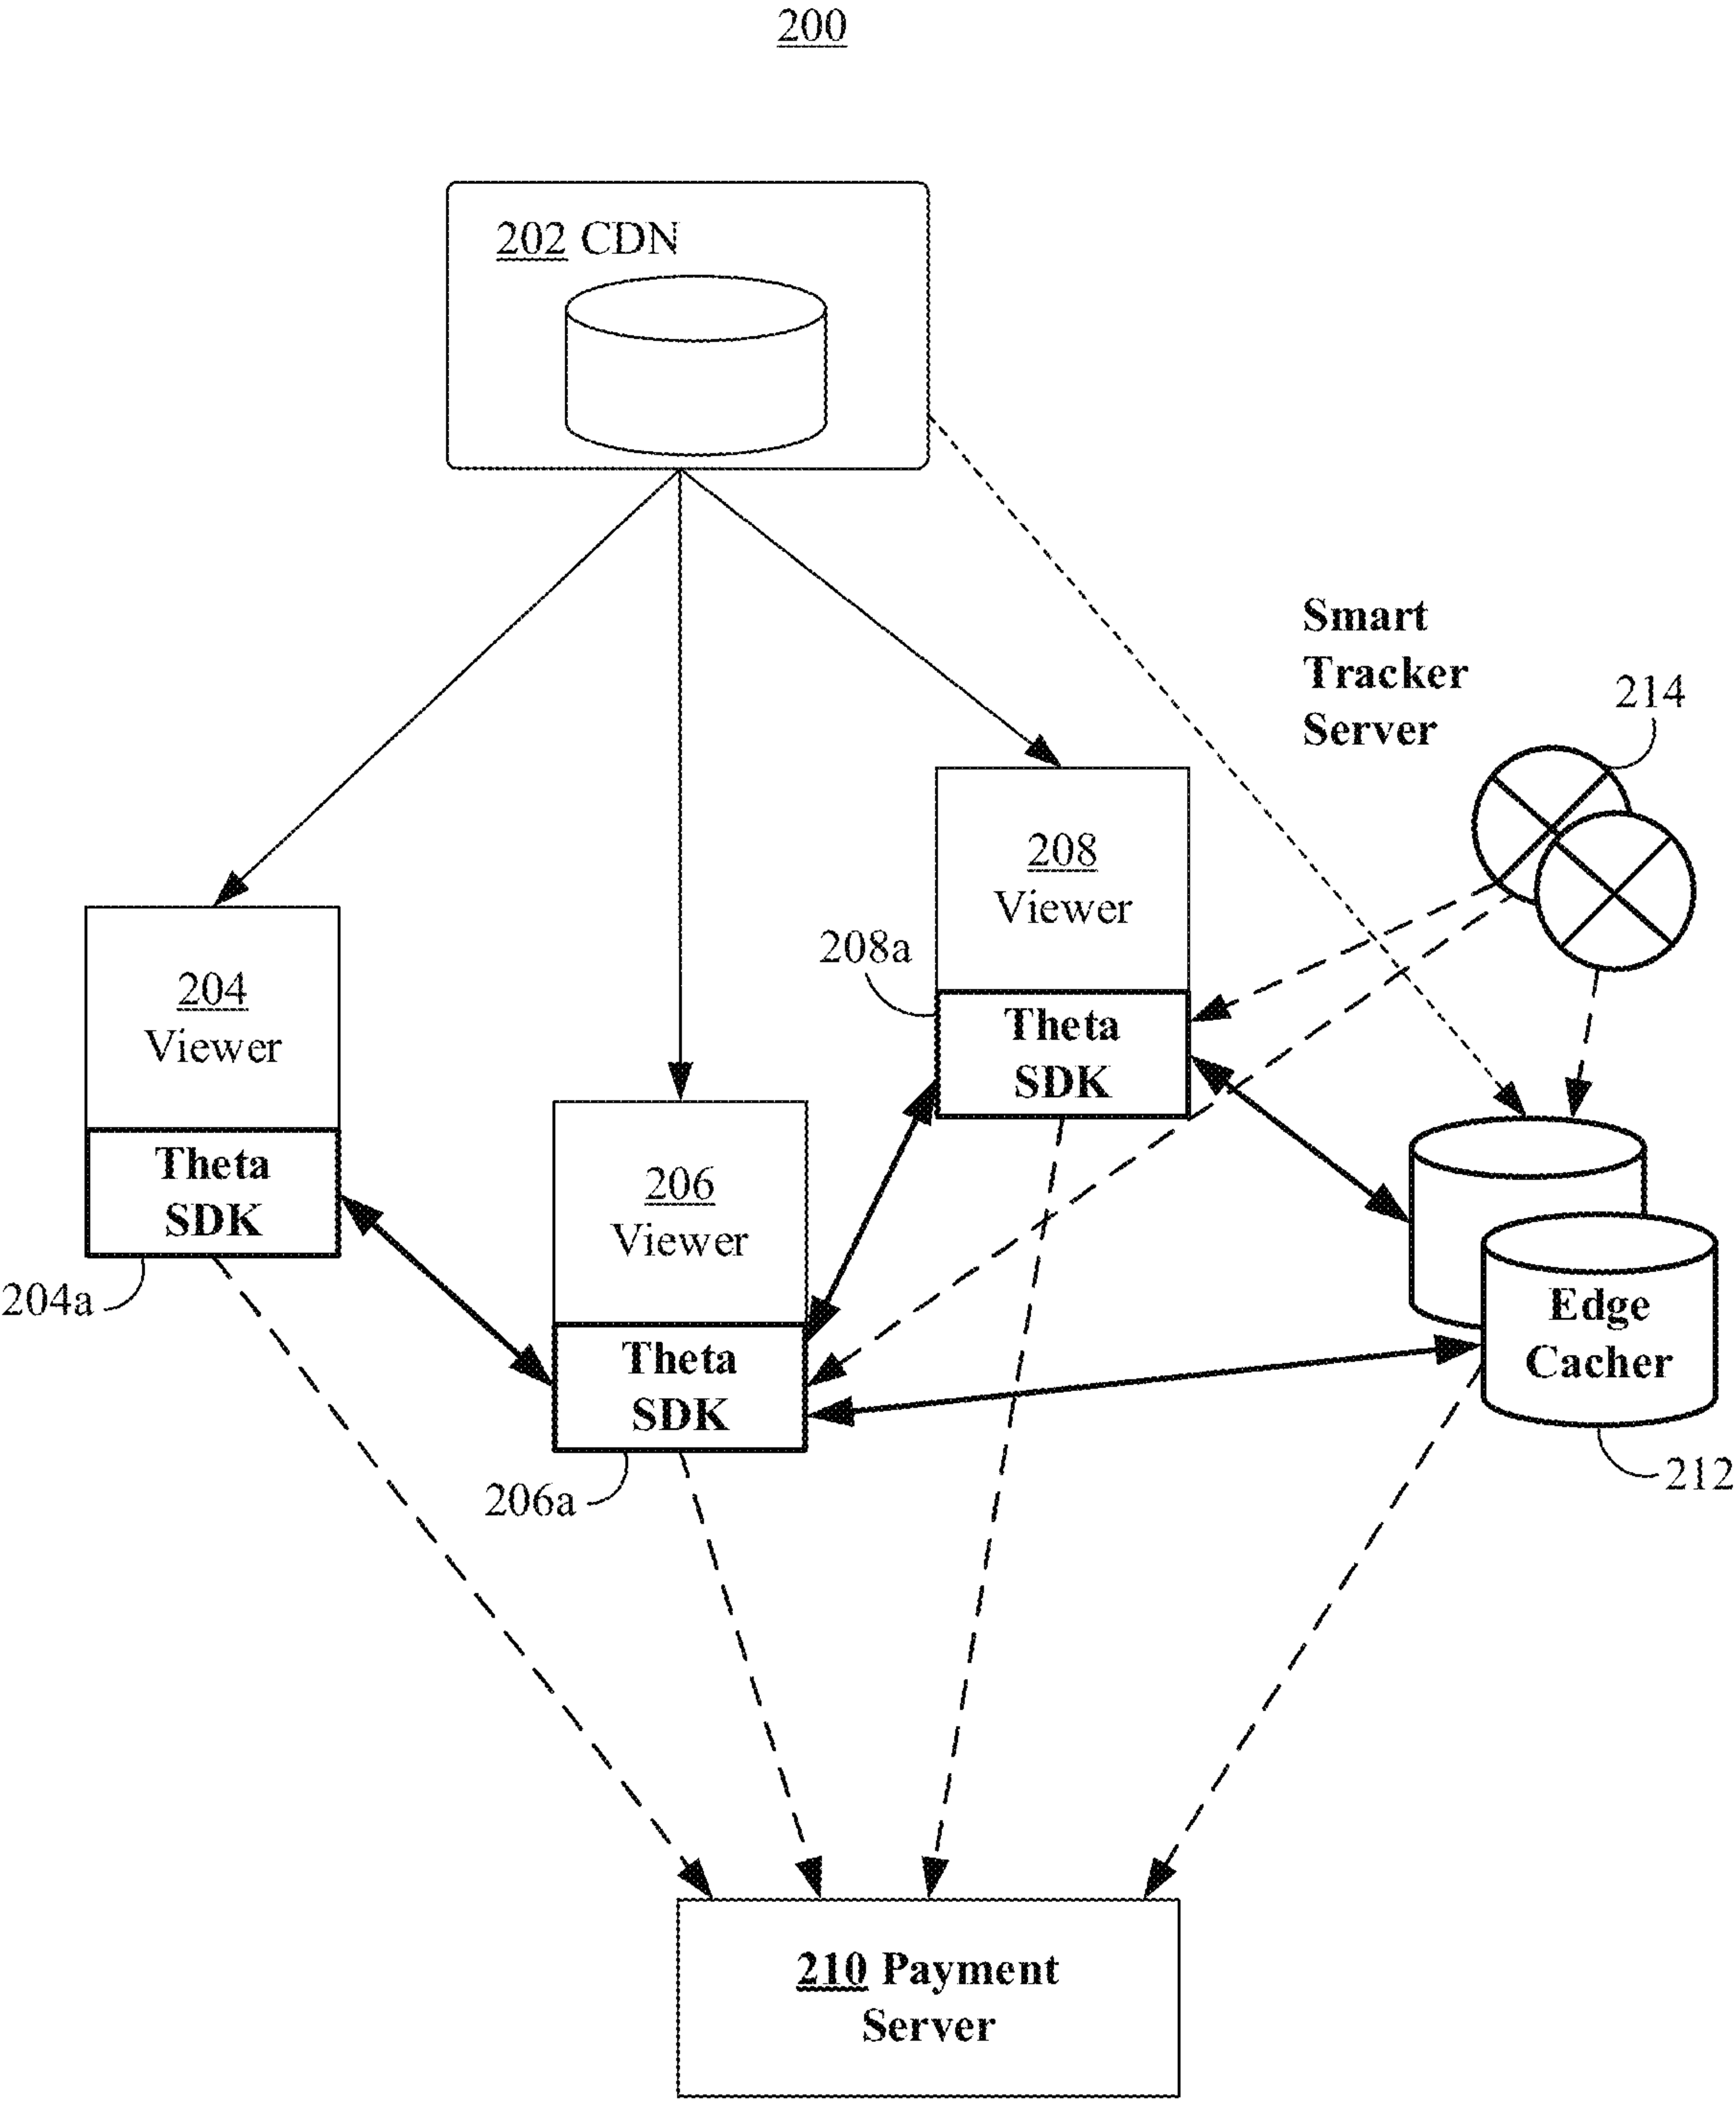 200
202 CDN
Smart
Tracker
Server
214
208
Viewer
208a
Theta
SDK
204
Viewer
Theta
SDK
204a
206
Viewer
Theta
SDK
206a
Edge
Cacher
212
210 Payment
Server